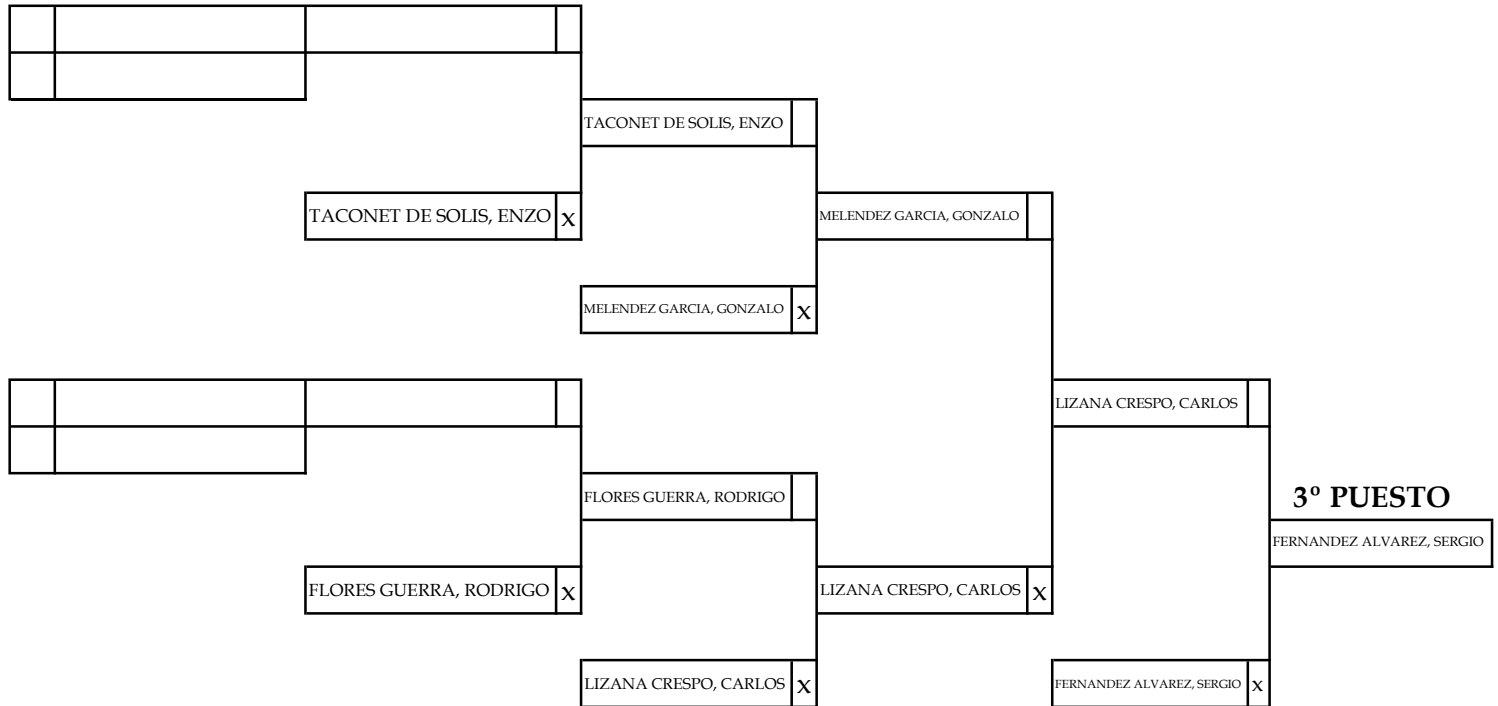 TACONET DE SOLIS, ENZO
TACONET DE SOLIS, ENZO x
MELENDEZ GARCIA, GONZALO
MELENDEZ GARCIA, GONZALO x
LIZANA CRESPO, CARLOS
FLORES GUERRA, RODRIGO
3º PUESTO
FERNANDEZ ALVAREZ, SERGIO
FLORES GUERRA, RODRIGO x
LIZANA CRESPO, CARLOS x
LIZANA CRESPO, CARLOS x
FERNANDEZ ALVAREZ, SERGIO x